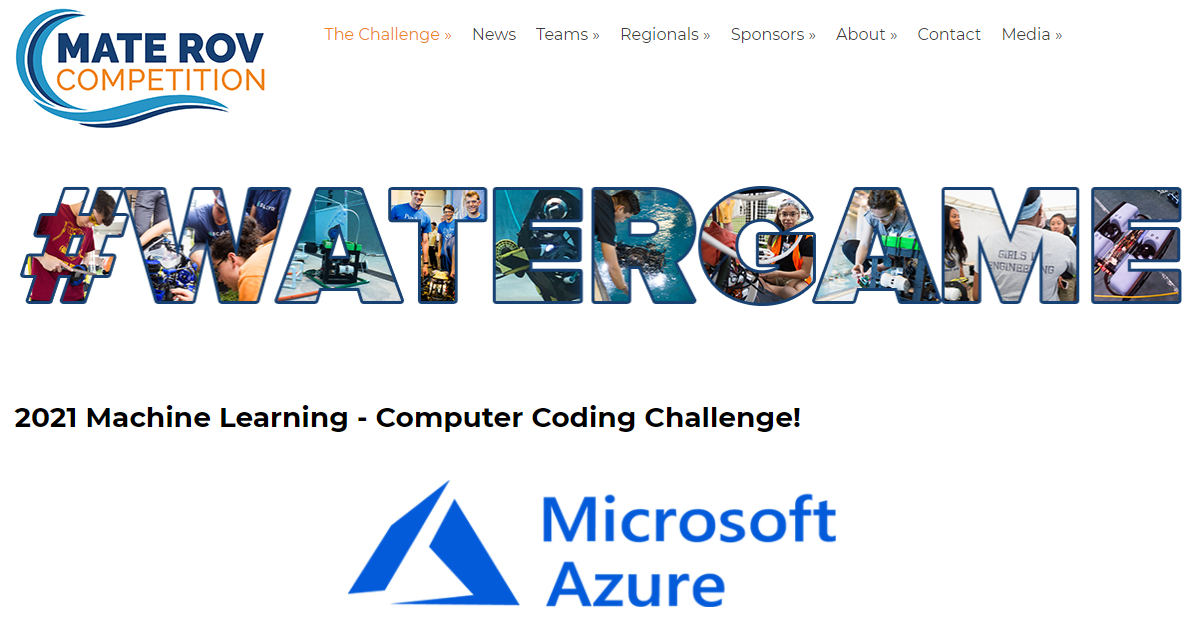 MATE ROV
COMPETITION
The Challenge » News Teams » Regionals » Sponsors » About » Contact Media »
#WATERGAME
GIRLS IN
ENGINEERING
2021 Machine Learning - Computer Coding Challenge!
Microsoft
Azure